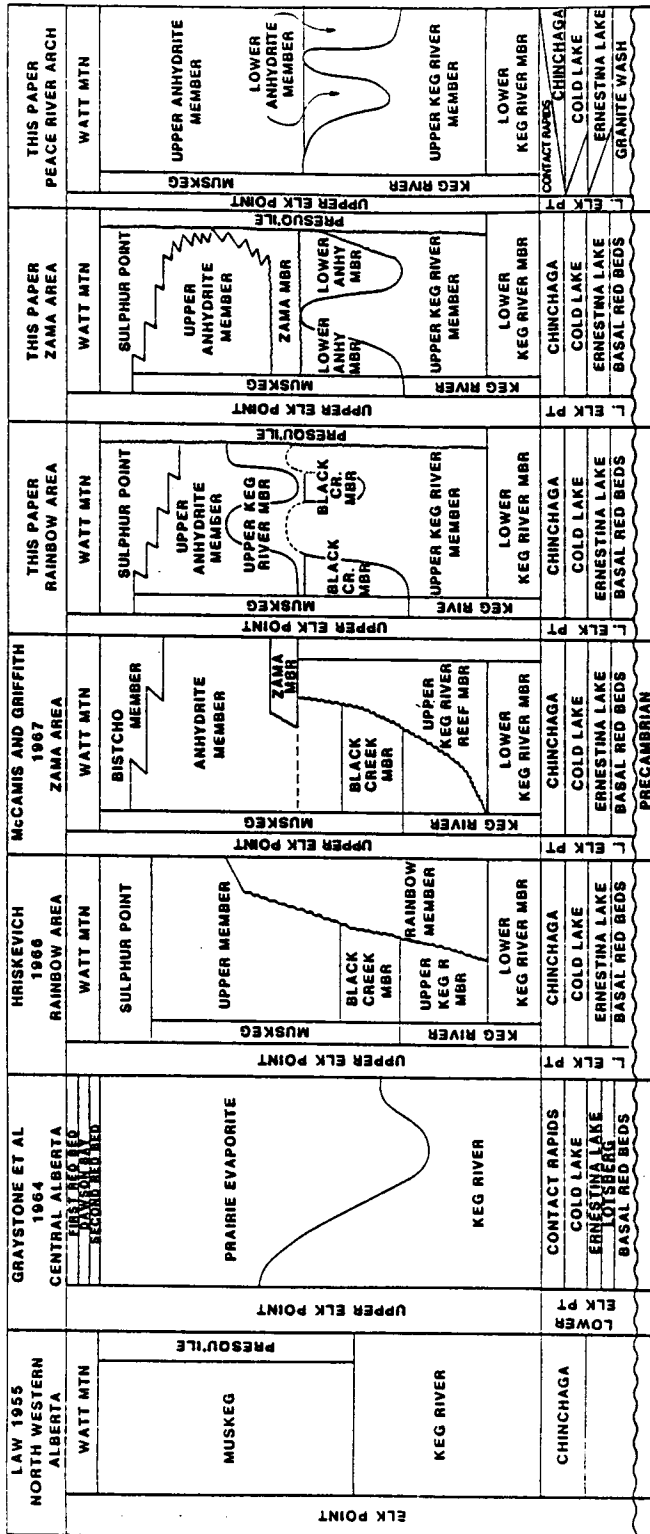 LAW 1955
NORTH WESTERN
ALBERTA
WATT MTN
MUSKEG
PRESQU'ILE
KEG RIVER
CHINCHAGA
ELK POINT
GRAYSTONE ET AL
1964
CENTRAL ALBERTA
FIRST RED BED
DAWSON BAY
SECOND RED BED
PRAIRIE EVAPORITE
KEG RIVER
CONTACT RAPIDS
COLD LAKE
ERNESTINA LAKE
LOTSBERG
BASAL RED BEDS
UPPER ELK POINT
LOWER
ELK PT
HRISKEVICH
1966
RAINBOW AREA
WATT MTN
SULPHUR POINT
UPPER MEMBER
BLACK
CREEK MBR
RAINBOW
MEMBER
UPPER KEG R
MBR
LOWER
KEG RIVER MBR
CHINCHAGA
COLD LAKE
ERNESTINA LAKE
BASAL RED BEDS
MUSKEG
KEG RIVER
UPPER ELK POINT
L. ELK PT
McCAMIS AND GRIFFITH
1967
ZAMA AREA
WATT MTN
BISTCHO
MEMBER
ANHYDRITE
MEMBER
ZAMA
MBR
BLACK
CREEK MBR
UPPER
KEG RIVER
REEF MBR
LOWER
KEG RIVER MBR
CHINCHAGA
COLD LAKE
ERNESTINA LAKE
BASAL RED BEDS
PRECAMBRIAN
MUSKEG
KEG RIVER
UPPER ELK POINT
L. ELK PT
THIS PAPER
RAINBOW AREA
WATT MTN
SULPHUR POINT
UPPER
ANHYDRITE
MEMBER
UPPER KEG
RIVER MBR
PRESQU'ILE
BLACK
CR.
MBR
BLACK
CR.
MBR
UPPER KEG RIVER
MEMBER
LOWER
KEG RIVER MBR
CHINCHAGA
COLD LAKE
ERNESTINA LAKE
BASAL RED BEDS
MUSKEG
KEG RIVE
UPPER ELK POINT
L. ELK PT
THIS PAPER
ZAMA AREA
WATT MTN
SULPHUR POINT
UPPER
ANHYDRITE
MEMBER
PRESQU'ILE
ZAMA MBR
LOWER
ANHY
MBR
LOWER
ANHY MBR
UPPER KEG RIVER
MEMBER
LOWER
KEG RIVER MBR
CHINCHAGA
COLD LAKE
ERNESTINA LAKE
BASAL RED BEDS
MUSKEG
KEG RIVER
UPPER ELK POINT
L. ELK PT
THIS PAPER
PEACE RIVER ARCH
WATT MTN
UPPER ANHYDRITE
MEMBER
LOWER
ANHYDRITE
MEMBER
UPPER KEG RIVER
MEMBER
LOWER
KEG RIVER MBR
CONTACT RAPIDS
CHINCHAGA
COLD LAKE
ERNESTINA LAKE
GRANITE WASH
MUSKEG
KEG RIVER
UPPER ELK POINT
L. ELK PT